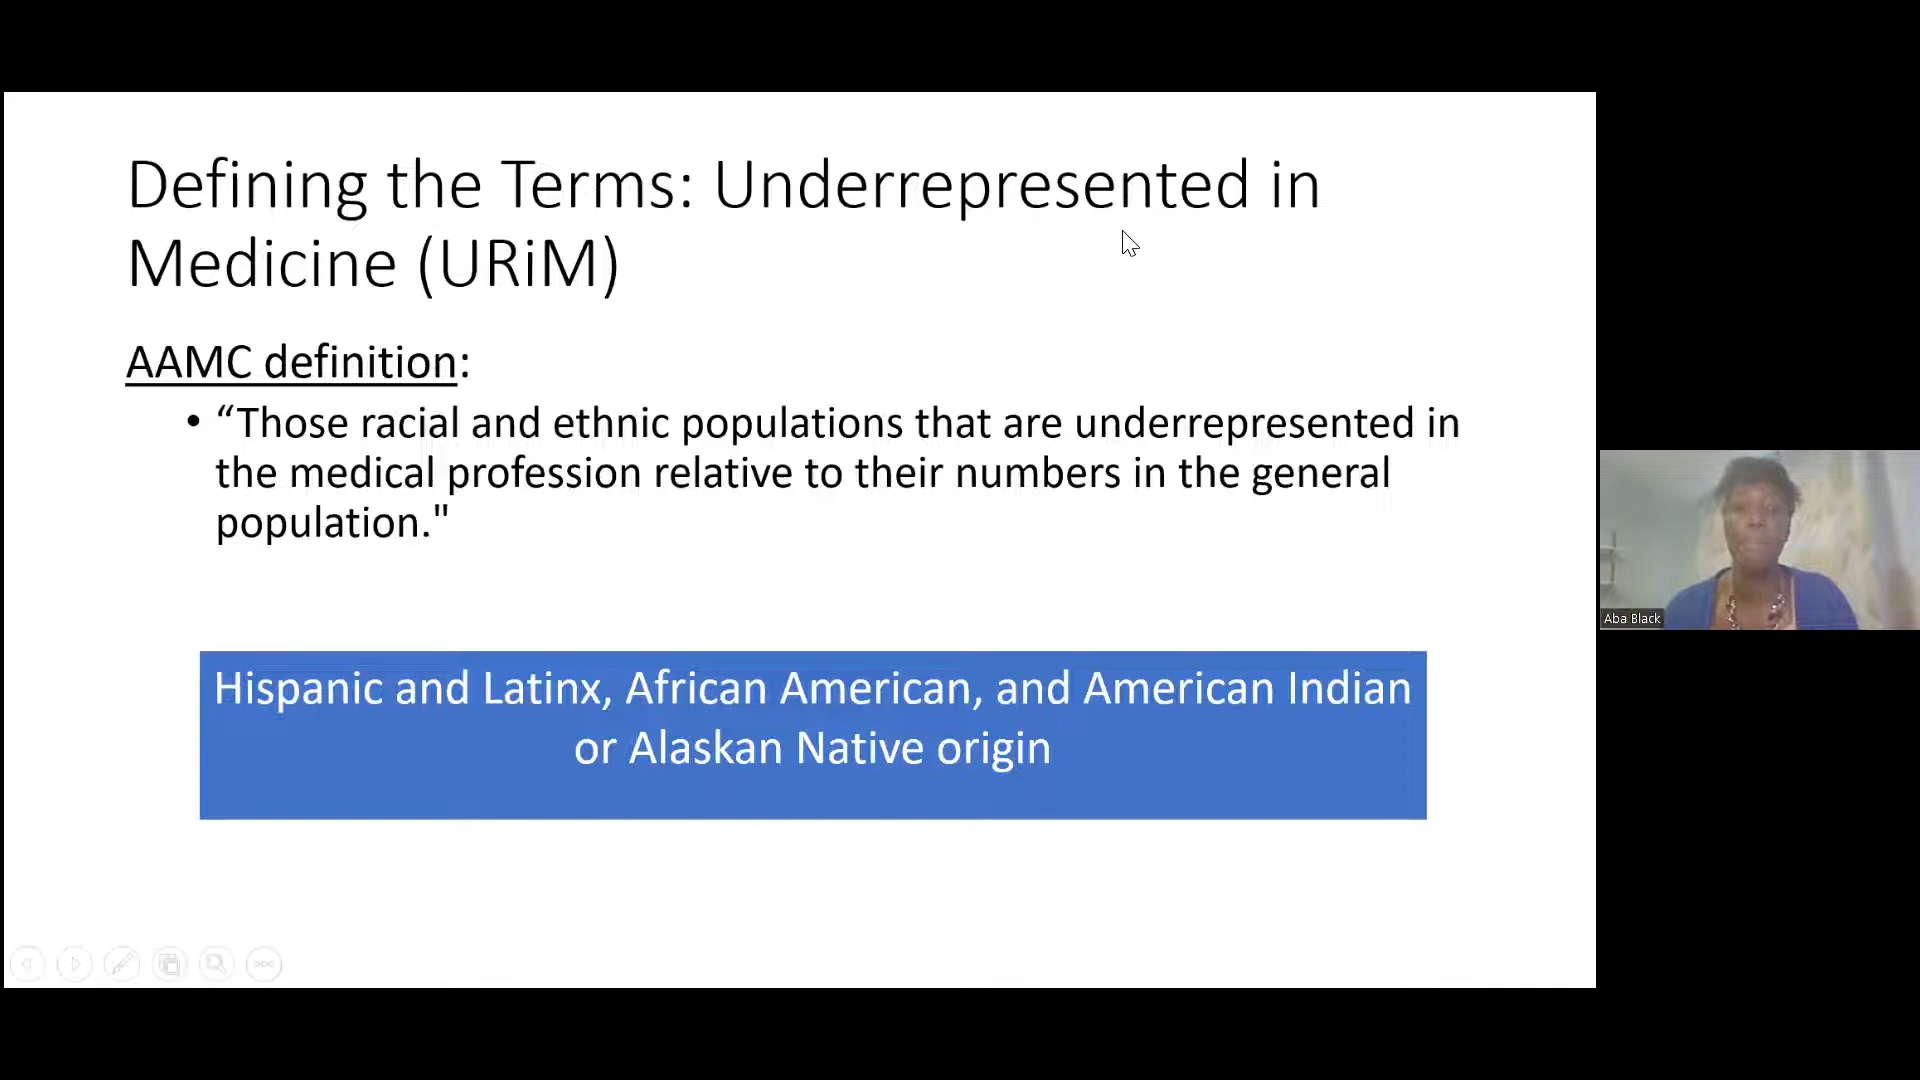 Defining the Terms: Underrepresented in
Medicine (URiM)
AAMC definition:
• “Those racial and ethnic populations that are underrepresented in
the medical profession relative to their numbers in the general
population."
Hispanic and Latinx, African American, and American Indian
or Alaskan Native origin
Aba Black